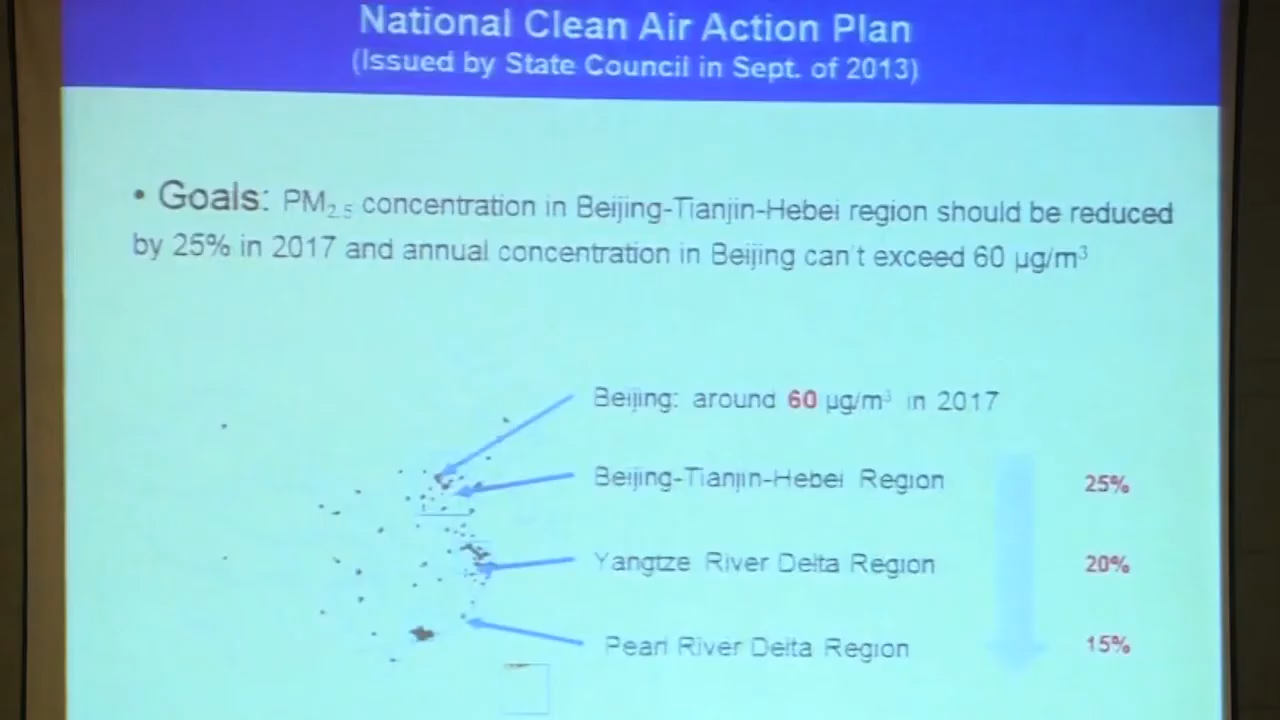 National Clean Air Action Plan
(Issued by State Council in Sept. of 2013)
• Goals: PM2.5 concentration in Beijing-Tianjin-Hebei region should be reduced
by 25% in 2017 and annual concentration in Beijing can't exceed 60 µg/m³
Beijing: around 60 µg/m³ in 2017
Beijing-Tianjin-Hebei Region 25%
Yangtze River Delta Region 20%
Pearl River Delta Region 15%